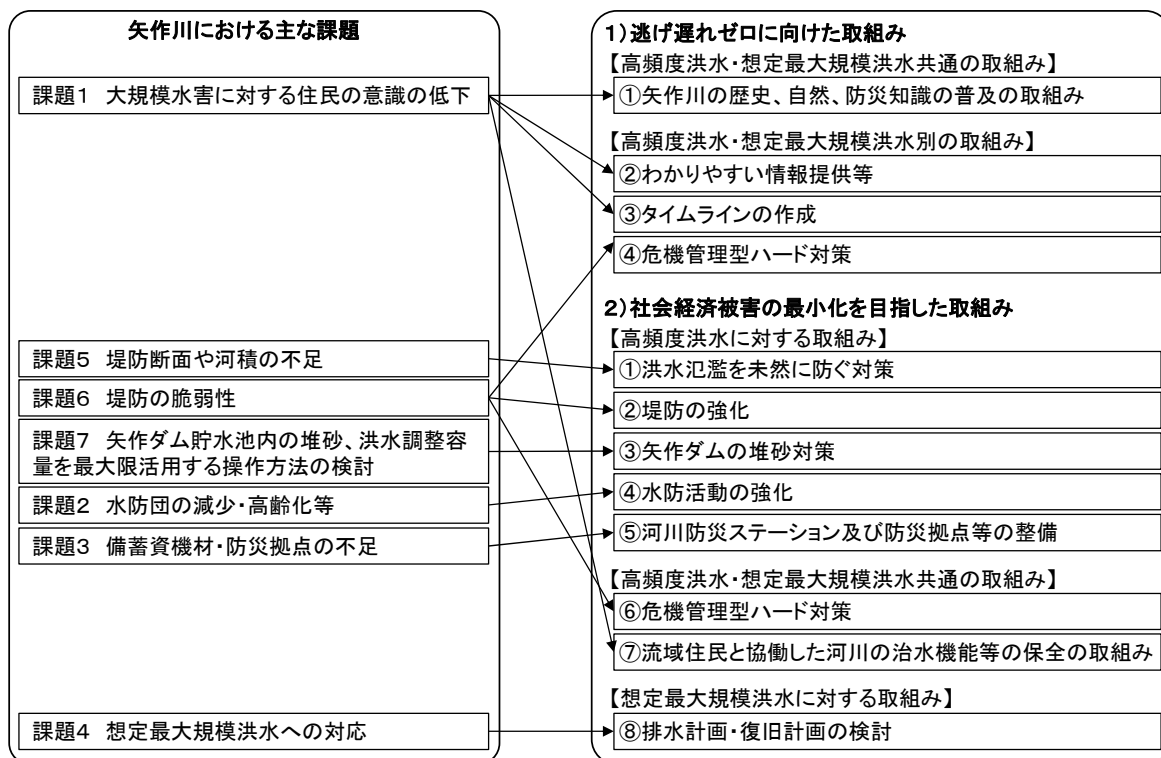 矢作川における主な課題
課題1 大規模水害に対する住民の意識の低下
課題5 堤防断面や河積の不足
課題6 堤防の脆弱性
課題7 矢作ダム貯水池内の堆砂、洪水調整容
量を最大限活用する操作方法の検討
課題2 水防団の減少・高齢化等
課題3 備蓄資機材・防災拠点の不足
課題4 想定最大規模洪水への対応
1)逃げ遅れゼロに向けた取組み
【高頻度洪水・想定最大規模洪水共通の取組み】
①矢作川の歴史、自然、防災知識の普及の取組み
【高頻度洪水・想定最大規模洪水別の取組み】
②わかりやすい情報提供等
③タイムラインの作成
④危機管理型ハード対策
2)社会経済被害の最小化を目指した取組み
【高頻度洪水に対する取組み】
①洪水氾濫を未然に防ぐ対策
②堤防の強化
③矢作ダムの堆砂対策
④水防活動の強化
⑤河川防災ステーション及び防災拠点等の整備
【高頻度洪水・想定最大規模洪水共通の取組み】
⑥危機管理型ハード対策
⑦流域住民と協働した河川の治水機能等の保全の取組み
【想定最大規模洪水に対する取組み】
⑧排水計画・復旧計画の検討